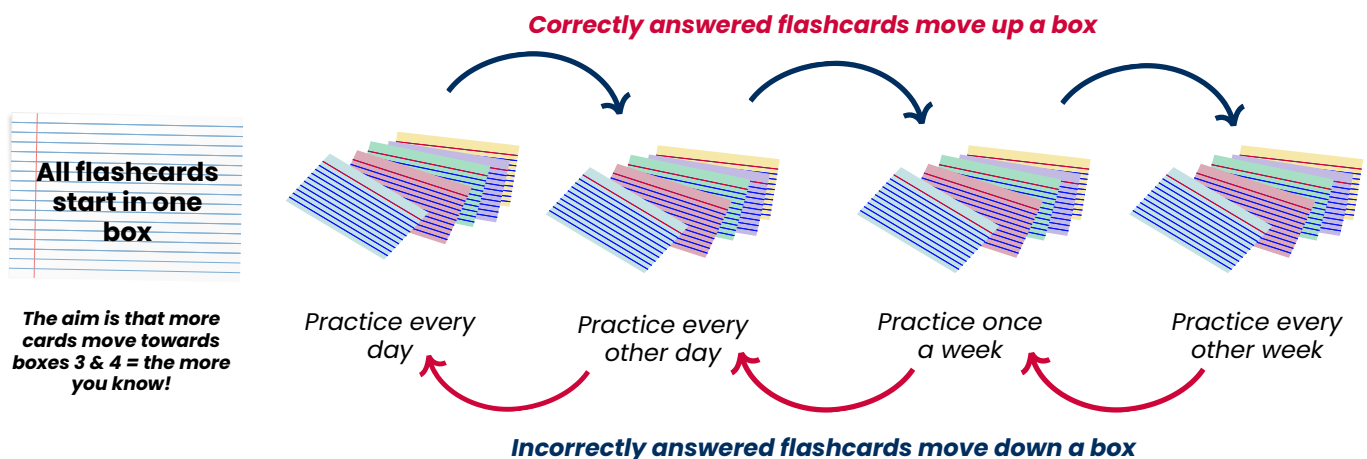 Correctly answered flashcards move up a box
All flashcards
start in one
box
The aim is that more
cards move towards
boxes 3 & 4 = the more
you know!
Practice every
day
Practice every
other day
Practice once
a week
Practice every
other week
Incorrectly answered flashcards move down a box